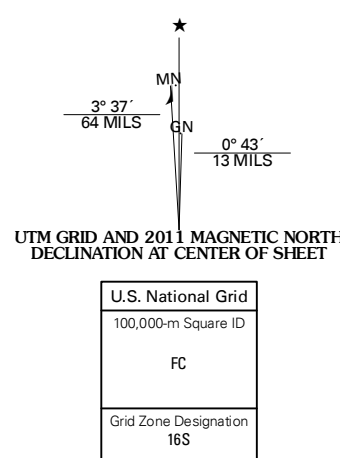 ★
MN
3° 37´
64 MILS
GN
0° 43´
13 MILS
UTM GRID AND 2011 MAGNETIC NORTH
DECLINATION AT CENTER OF SHEET
U.S. National Grid
100,000-m Square ID
FC
Grid Zone Designation
16S